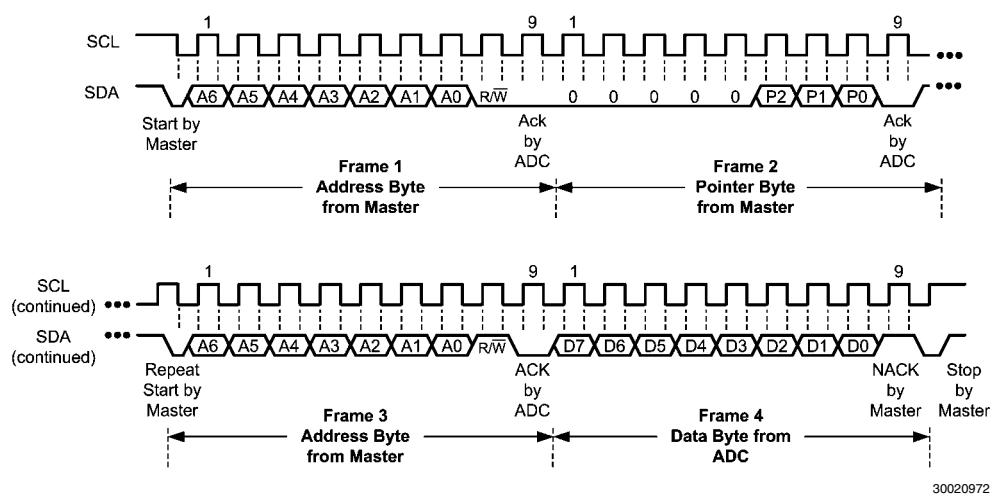 1 9 1 9
SCL
SDA A6 A5 A4 A3 A2 A1 A0 R/W̅ 0 0 0 0 0 P2 P1 P0
Start by
Master
Ack
by
ADC
Ack
by
ADC
Frame 1
Address Byte
from Master
Frame 2
Pointer Byte
from Master
1 9 1 9
SCL
(continued)
SDA
(continued)
A6 A5 A4 A3 A2 A1 A0 R/W̅ D7 D6 D5 D4 D3 D2 D1 D0
Repeat
Start by
Master
ACK
by
ADC
NACK
by
Master
Stop
by
Master
Frame 3
Address Byte
from Master
Frame 4
Data Byte from
ADC
30020972